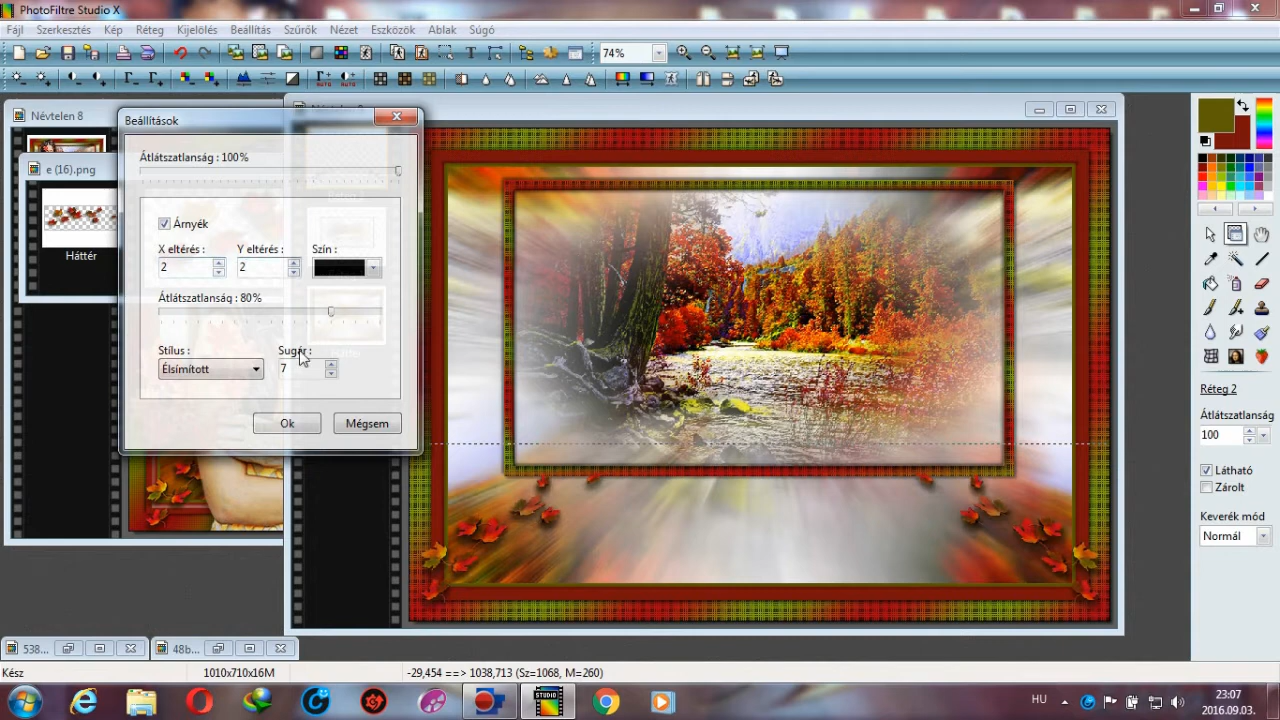 PhotoFiltre Studio X
Fájl Szerkesztés Kép Réteg Kijelölés Beállítás Szűrők Nézet Eszközök Ablak Súgó
74%
Névtelen 8
e (16).png
Háttér
Beállítások
Átlátszatlanság : 100%
Árnyék
X eltérés : Y eltérés : Szín :
2 2
Átlátszatlanság : 80%
Stílus : Sugár :
Élsímított 7
Ok Mégsem
Réteg 2
Átlátszatlanság
100
Látható
Zárolt
Keverék mód
Normál
538... 48b...
Kész 1010x710x16M -29,454 ==> 1038,713 (Sz=1068, M=260)
STUDIO
HU
23:07
2016.09.03.